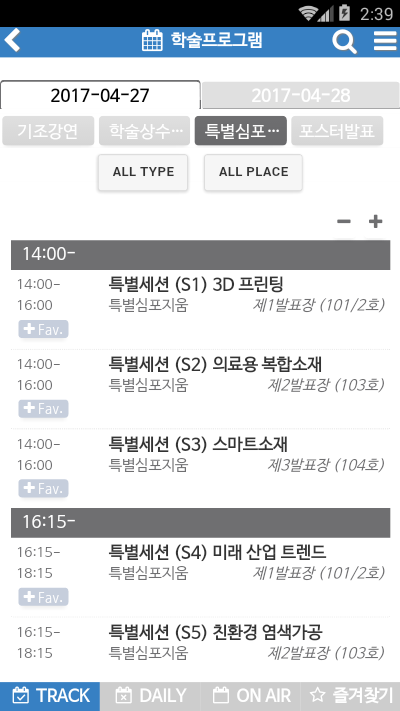 2:39
학술프로그램
2017-04-27 2017-04-28
기조강연 학술상수… 특별심포… 포스터발표
ALL TYPE ALL PLACE
14:00-
14:00- 특별세션 (S1) 3D 프린팅
16:00 특별심포지움 제1발표장 (101/2호)
Fav.
14:00- 특별세션 (S2) 의료용 복합소재
16:00 특별심포지움 제2발표장 (103호)
Fav.
14:00- 특별세션 (S3) 스마트소재
16:00 특별심포지움 제3발표장 (104호)
Fav.
16:15-
16:15- 특별세션 (S4) 미래 산업 트렌드
18:15 특별심포지움 제1발표장 (101/2호)
Fav.
16:15- 특별세션 (S5) 친환경 염색가공
18:15 특별심포지움 제2발표장 (103호)
TRACK DAILY ON AIR 즐겨찾기